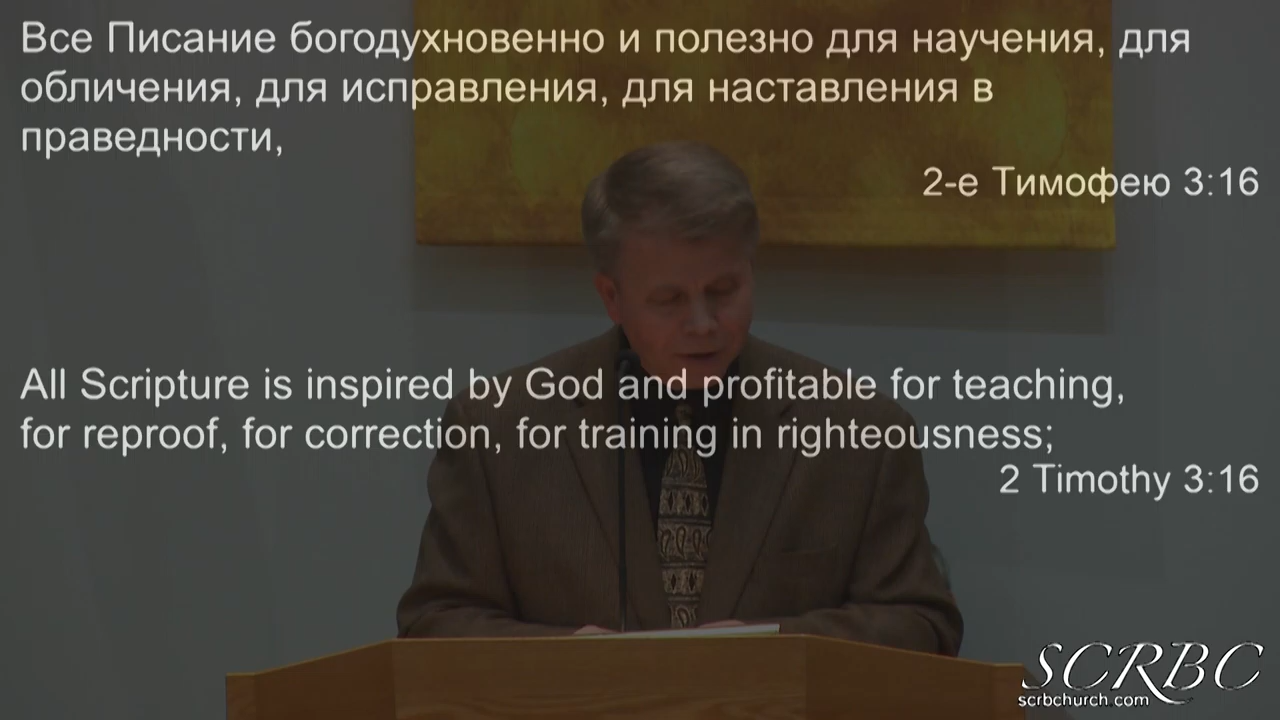 Все Писание богодухновенно и полезно для научения, для
обличения, для исправления, для наставления в
праведности,
2-е Тимофею 3:16
All Scripture is inspired by God and profitable for teaching,
for reproof, for correction, for training in righteousness;
2 Timothy 3:16
SCRBC
scrbchurch.com